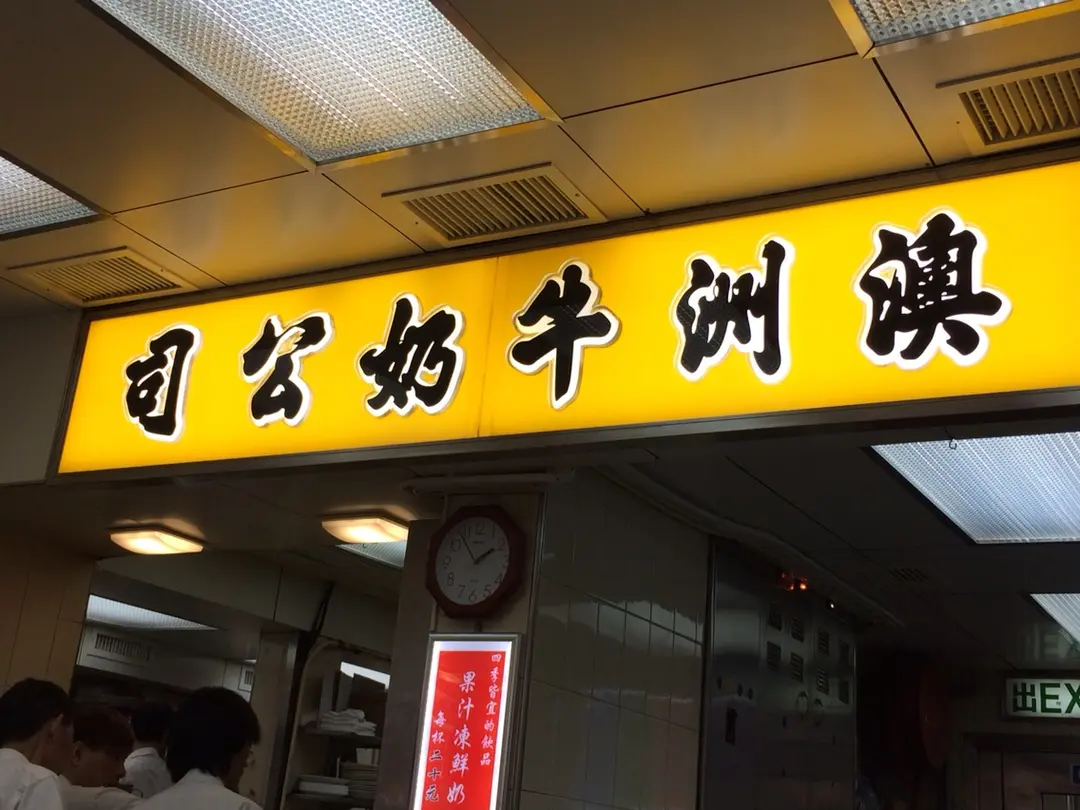 澳洲牛奶公司
四季皆宜的飲品
果汁凍鮮奶
每杯二十元
出EX